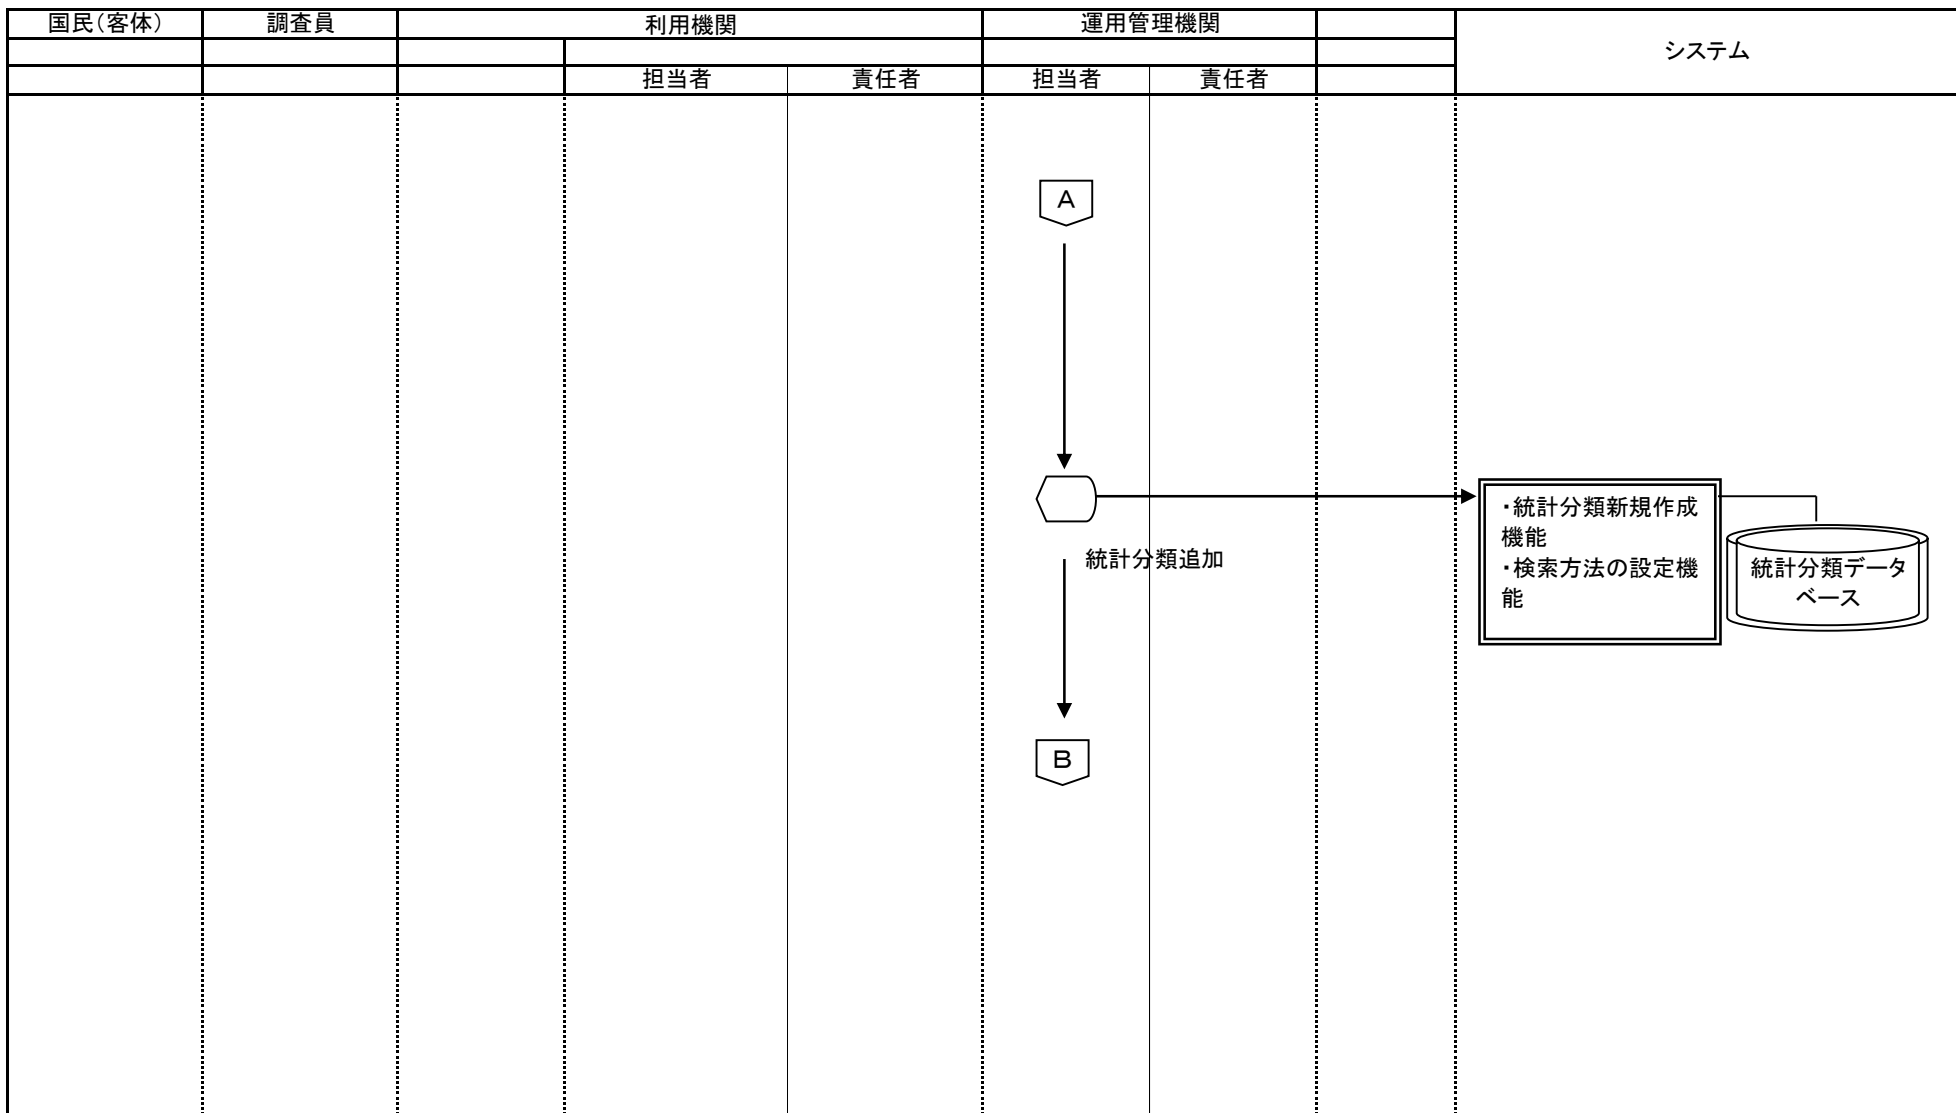 国民(客体)
調査員
利用機関
運用管理機関
システム
担当者
責任者
担当者
責任者
A
・統計分類新規作成
機能
・検索方法の設定機
能
統計分類追加
統計分類データ
ベース
B